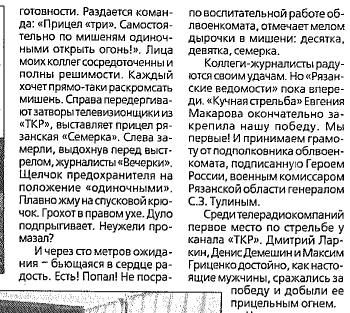 готовности. Раздается коман-
да: «Прицел «три». Самостоя-
тельно по мишеням одиноч-
ными открыть огонь!». Лица
моих коллег сосредоточенны и
полны решимости. Каждый
хочет прямо-таки раскромсать
мишень. Справа передергива-
ют затворы телевизионщики из
«ТКР», выставляет прицел ря-
занская «Семерка». Слева за-
мерли, выдохнув перед выст-
релом, журналисты «Вечерки».
Щелчок предохранителя на
положение «одиночными».
Плавно жму на спусковой крю-
чок. Грохот в правом ухе. Дуло
подпрыгивает. Неужели про-
мазал?
И через сто метров ожида-
ния – бьющаяся в сердце ра-
дость. Есть! Попал! Не посра-
по воспитательной работе об-
лвоенкомата, отмечает мелом
дырочки в мишени: десятка,
девятка, семерка.
Коллеги-журналисты раду-
ются своим удачам. Но «Рязан-
ские ведомости» пока впере-
ди. «Кучная стрельба» Евгения
Макарова окончательно за-
крепила нашу победу. Мы
первые! И принимаем грамо-
ту от подполковника облвоен-
комата, подписанную Героем
России, военным комиссаром
Рязанской области генералом
С.З. Тулиным.
Среди телерадиокомпаний
первое место по стрельбе у
канала «ТКР». Дмитрий Лар-
кин, Денис Демешин и Максим
Гриценко достойно, как насто-
ящие мужчины, сражались за
победу и добыли ее
прицельным огнем.